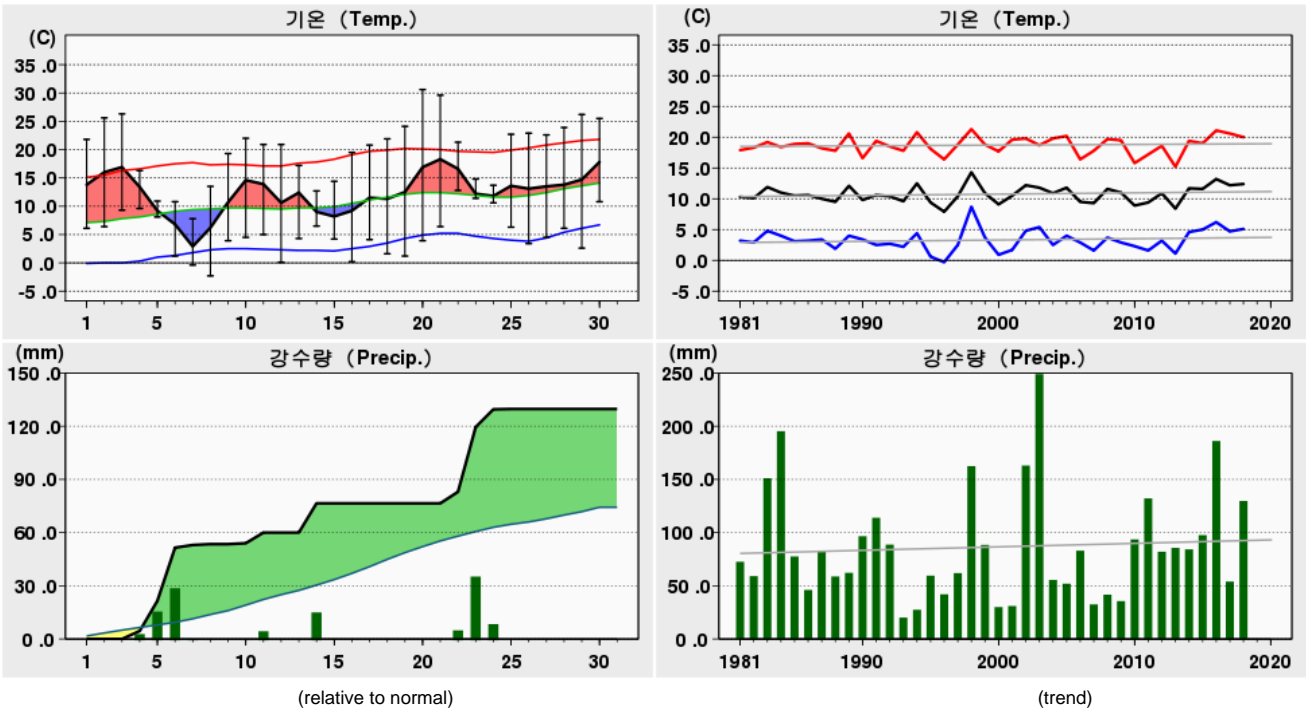 기온 (Temp.)
(C)
35 .0
30 .0
25 .0
20 .0
15 .0
10 .0
5 .0
0 .0
-5 .0
1 5 10 15 20 25 30
기온 (Temp.)
(C)
35 .0
30 .0
25 .0
20 .0
15 .0
10 .0
5 .0
0 .0
-5 .0
1981 1990 2000 2010 2020
강수량 (Precip.)
(mm)
150 .0
120 .0
90 .0
60 .0
30 .0
0 .0
1 5 10 15 20 25 30
(relative to normal)
강수량 (Precip.)
(mm)
250 .0
200 .0
150 .0
100 .0
50 .0
0 .0
1981 1990 2000 2010 2020
(trend)